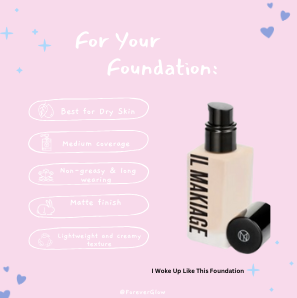 For Your
Foundation:
Best for Dry Skin
Medium coverage
Non-greasy & long
wearing
Matte finish
Lightweight and creamy
texture
IL MAKIAGE
I Woke Up Like This Foundation
@ForeverGlow